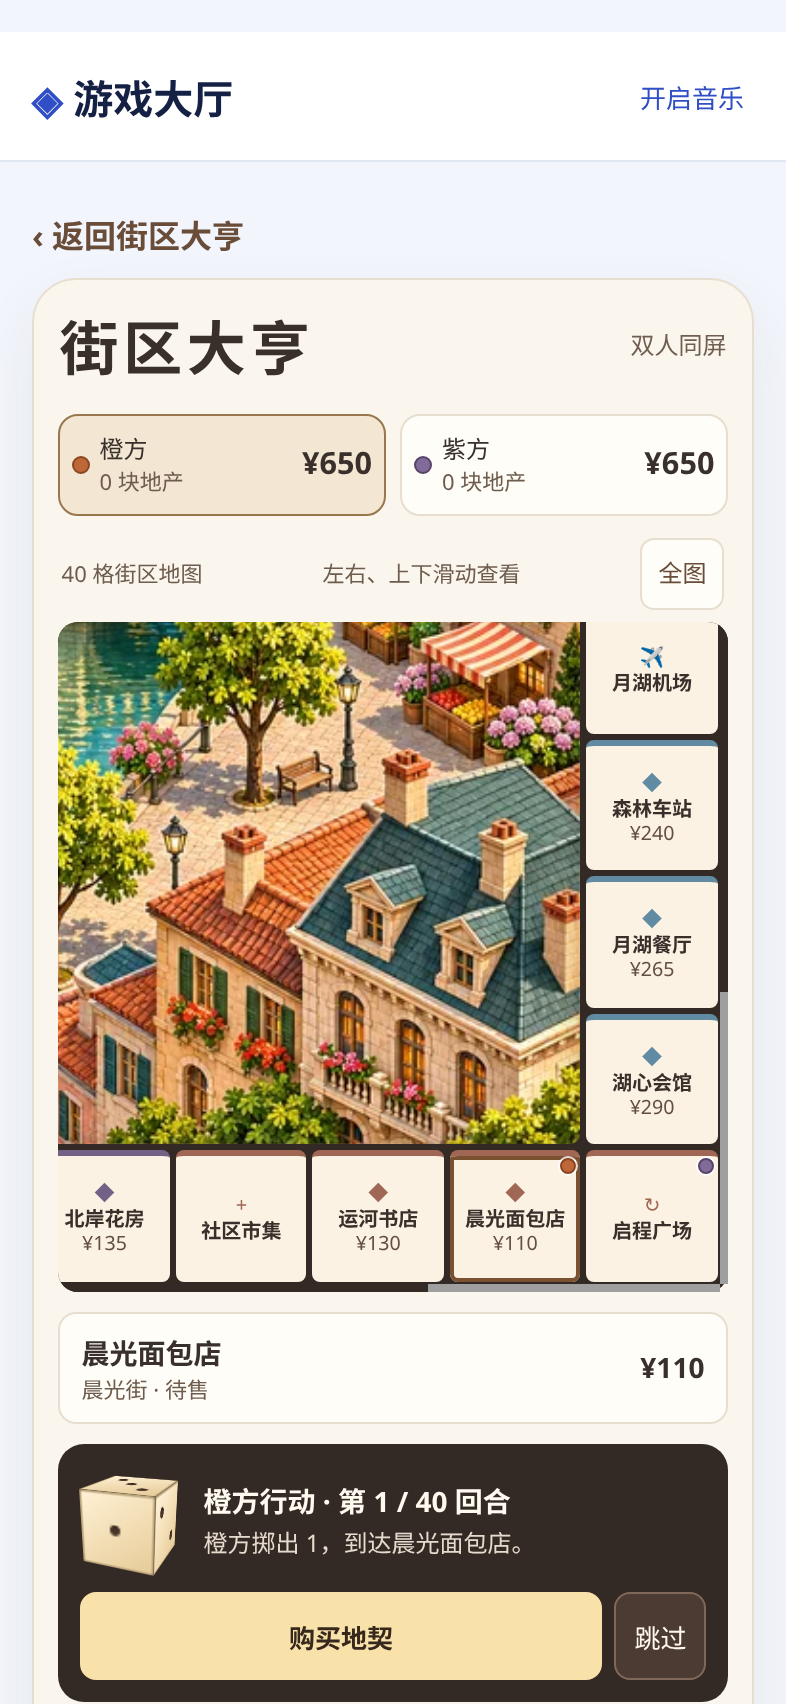 游戏大厅
开启音乐
‹ 返回街区大亨
街区大亨
双人同屏
橙方
0 块地产
¥650
紫方
0 块地产
¥650
40 格街区地图
左右、上下滑动查看
全图
月湖机场
森林车站
¥240
月湖餐厅
¥265
湖心会馆
¥290
北岸花房
¥135
社区市集
运河书店
¥130
晨光面包店
¥110
启程广场
晨光面包店
晨光街 · 待售
¥110
橙方行动 · 第 1 / 40 回合
橙方掷出 1，到达晨光面包店。
购买地契
跳过